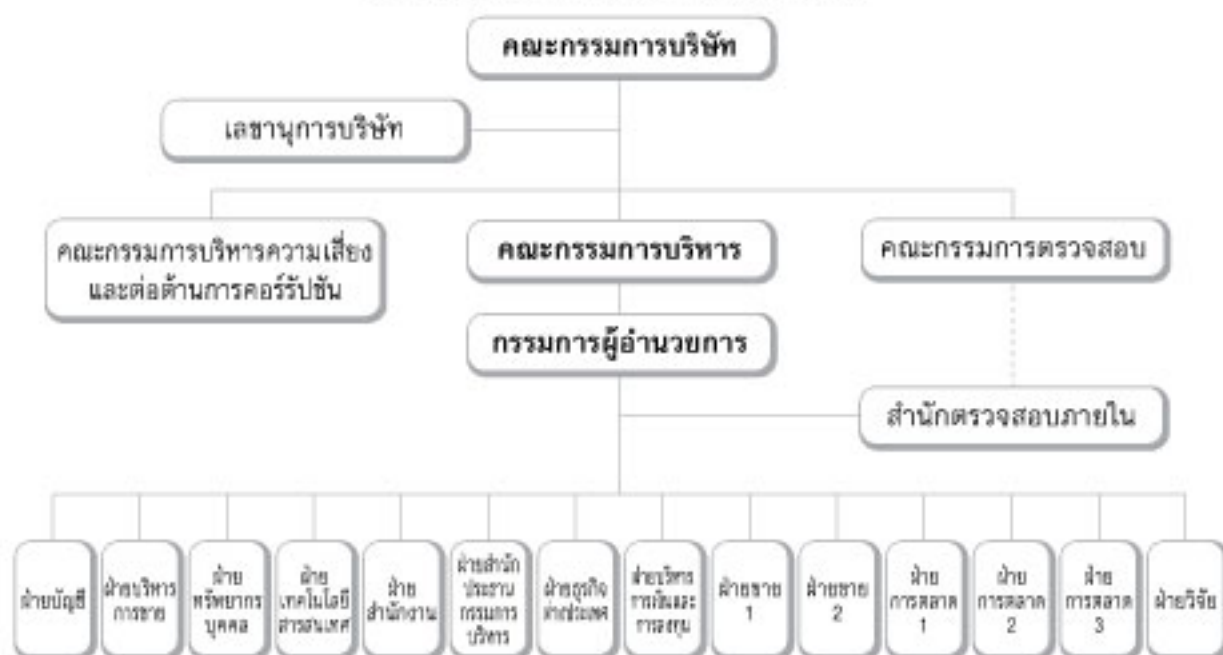 คณะกรรมการบริษัท
เลขานุการบริษัท
คณะกรรมการบริหารความเสี่ยง
และต่อต้านการคอร์รัปชัน
คณะกรรมการบริหาร
คณะกรรมการตรวจสอบ
กรรมการผู้อำนวยการ
สำนักตรวจสอบภายใน
ฝ่ายบัญชี
ฝ่ายบริหาร
การขาย
ฝ่าย
ทรัพยากร
บุคคล
ฝ่าย
เทคโนโลยี
สารสนเทศ
ฝ่าย
สำนักงาน
ฝ่ายสำนัก
ประธาน
กรรมการ
บริหาร
ฝ่ายธุรกิจ
ต่างประเทศ
ฝ่ายบริหาร
การเงินและ
การลงทุน
ฝ่ายขาย
1
ฝ่ายขาย
2
ฝ่าย
การตลาด
1
ฝ่าย
การตลาด
2
ฝ่าย
การตลาด
3
ฝ่ายวิจัย